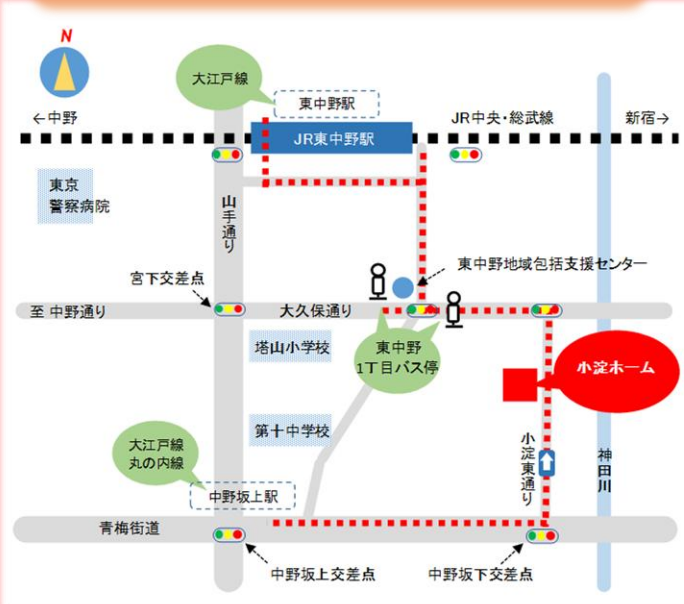 N
大江戸線
東中野駅
←中野
JR東中野駅
JR中央・総武線
新宿→
東京
警察病院
山手通り
東中野地域包括支援センター
宮下交差点
至 中野通り
大久保通り
塔山小学校
東中野
1丁目バス停
小淀ホーム
第十中学校
大江戸線
丸の内線
小淀東通り
神田川
中野坂上駅
青梅街道
中野坂上交差点
中野坂下交差点